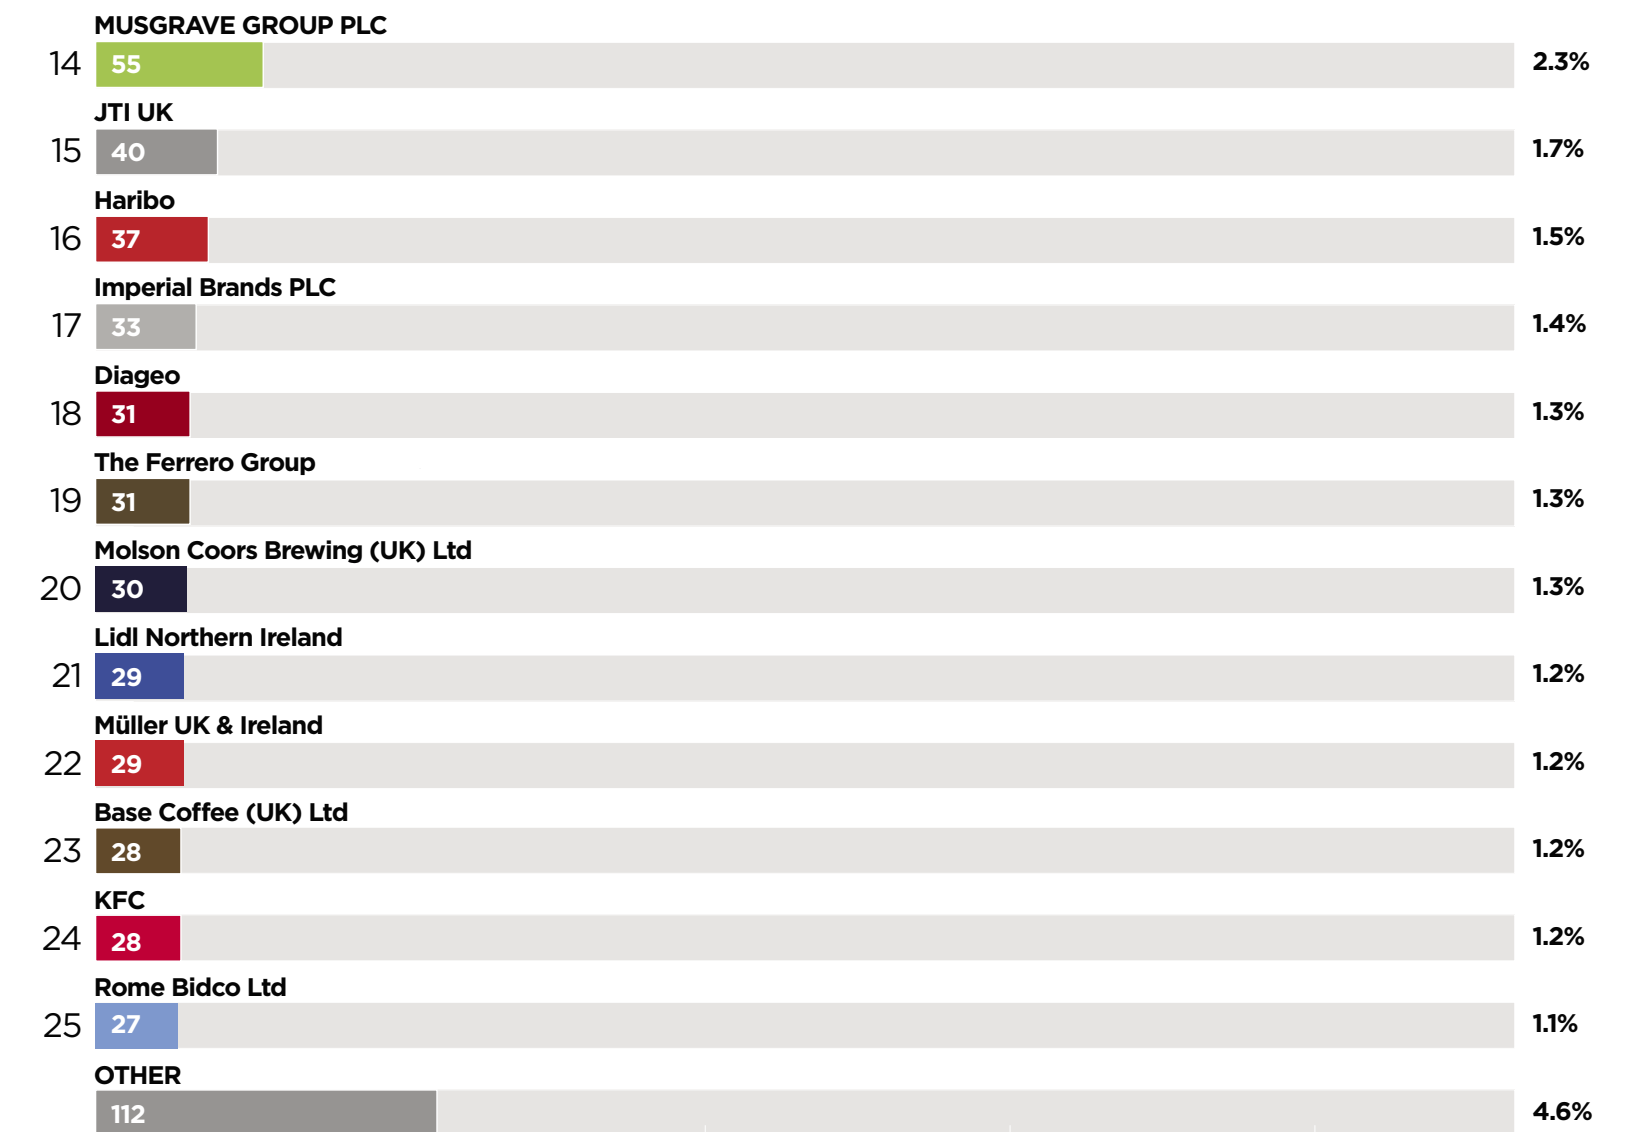 MUSGRAVE GROUP PLC
14 55 2.3%
JTI UK
15 40 1.7%
Haribo
16 37 1.5%
Imperial Brands PLC
17 33 1.4%
Diageo
18 31 1.3%
The Ferrero Group
19 31 1.3%
Molson Coors Brewing (UK) Ltd
20 30 1.3%
Lidl Northern Ireland
21 29 1.2%
Müller UK & Ireland
22 29 1.2%
Base Coffee (UK) Ltd
23 28 1.2%
KFC
24 28 1.2%
Rome Bidco Ltd
25 27 1.1%
OTHER
112 4.6%